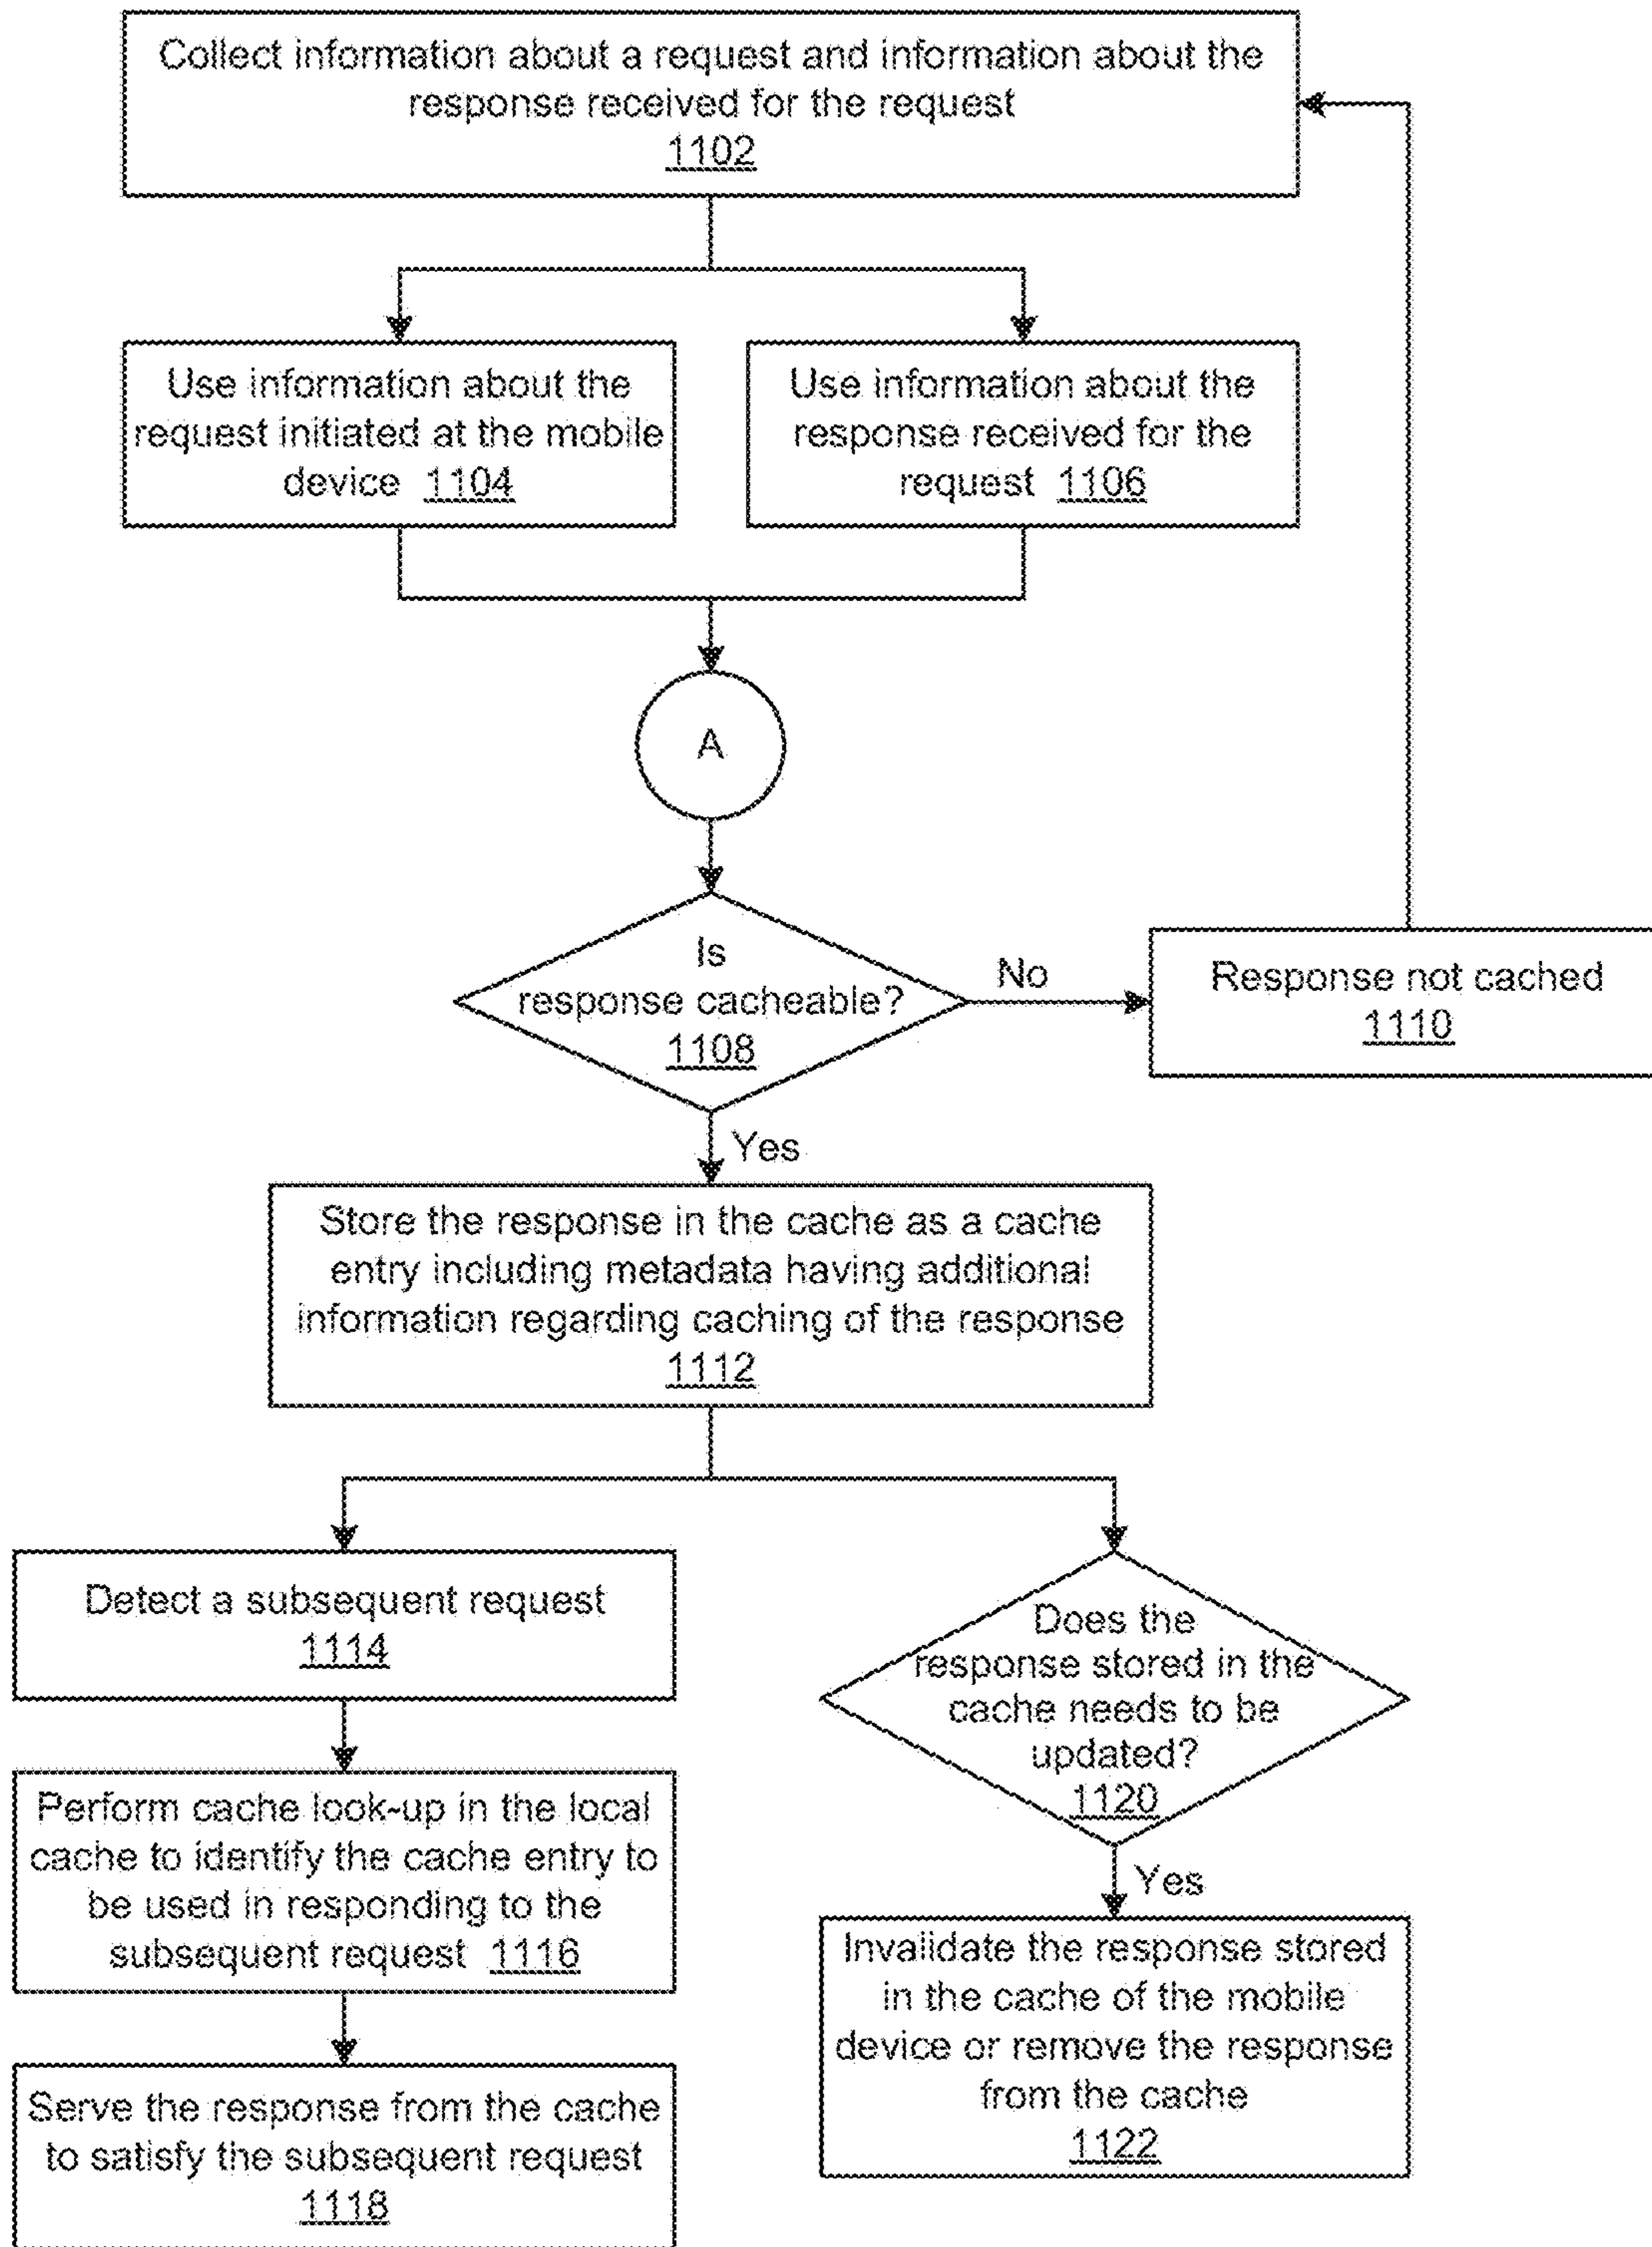 Collect information about a request and information about the
response received for the request
1102
Use information about the
request initiated at the mobile
device 1104
Use information about the
response received for the
request 1106
A
Is
response cacheable?
1108
No
Response not cached
1110
Yes
Store the response in the cache as a cache
entry including metadata having additional
information regarding caching of the response
1112
Detect a subsequent request
1114
Perform cache look-up in the local
cache to identify the cache entry to
be used in responding to the
subsequent request 1116
Serve the response from the cache
to satisfy the subsequent request
1118
Does the
response stored in the
cache needs to be
updated?
1120
Yes
Invalidate the response stored
in the cache of the mobile
device or remove the response
from the cache
1122